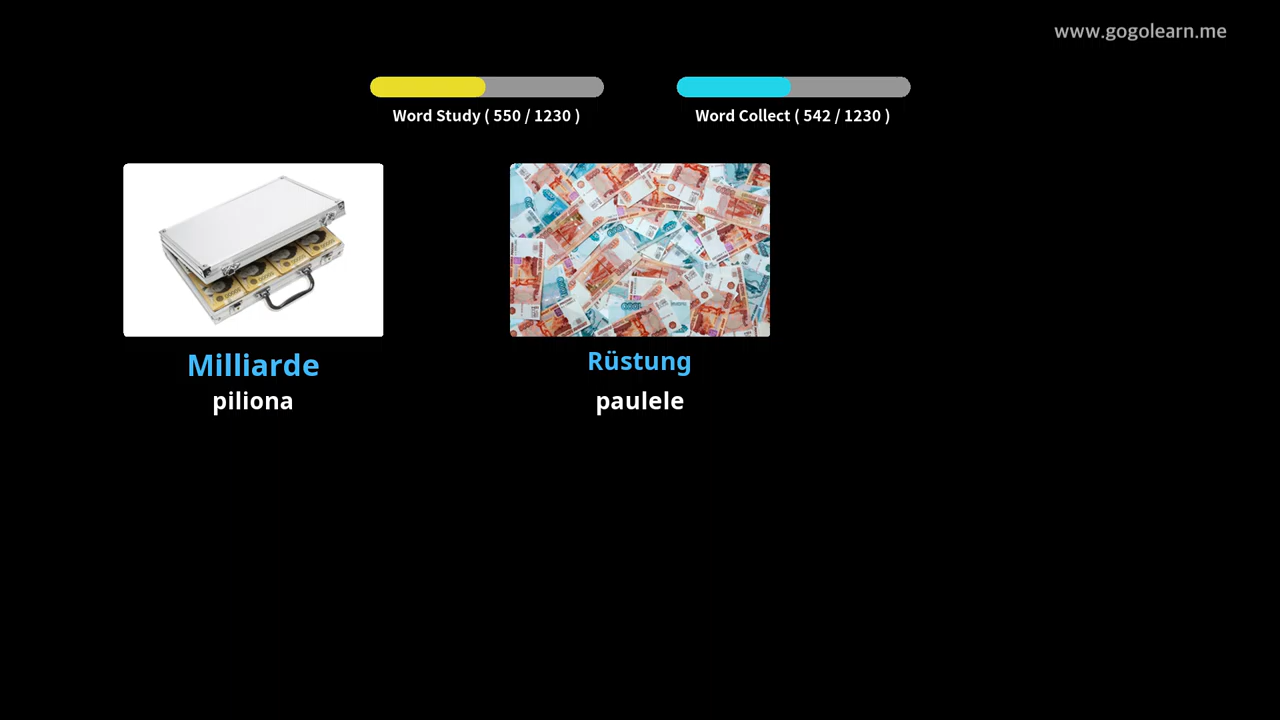 www.gogolearn.me
Word Study ( 550 / 1230 )
Word Collect ( 542 / 1230 )
Milliarde
piliona
Rüstung
paulele